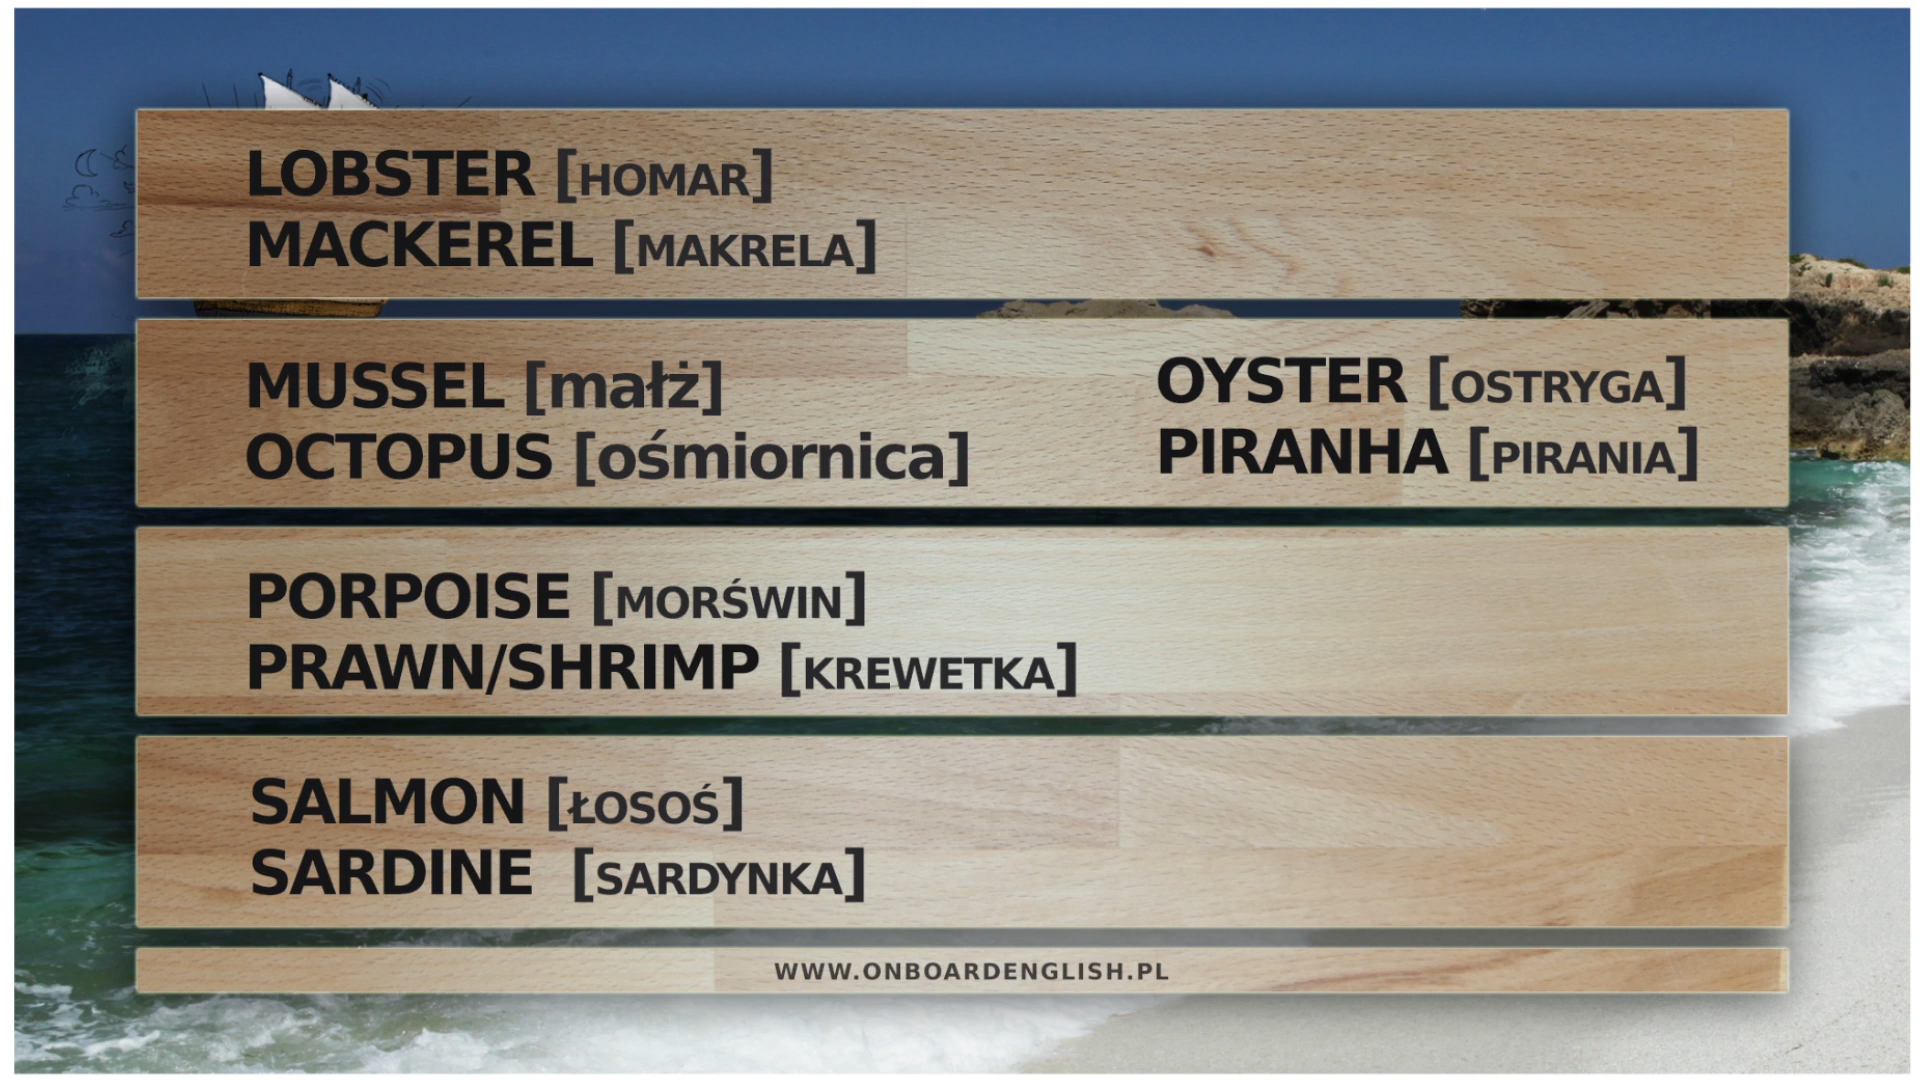 LOBSTER [HOMAR]
MACKEREL [MAKRELA]
MUSSEL [małż]
OCTOPUS [ośmiornica]
OYSTER [OSTRYGA]
PIRANHA [PIRANIA]
PORPOISE [MORŚWIN]
PRAWN/SHRIMP [KREWETKA]
SALMON [ŁOSOŚ]
SARDINE [SARDYNKA]
WWW.ONBOARDENGLISH.PL